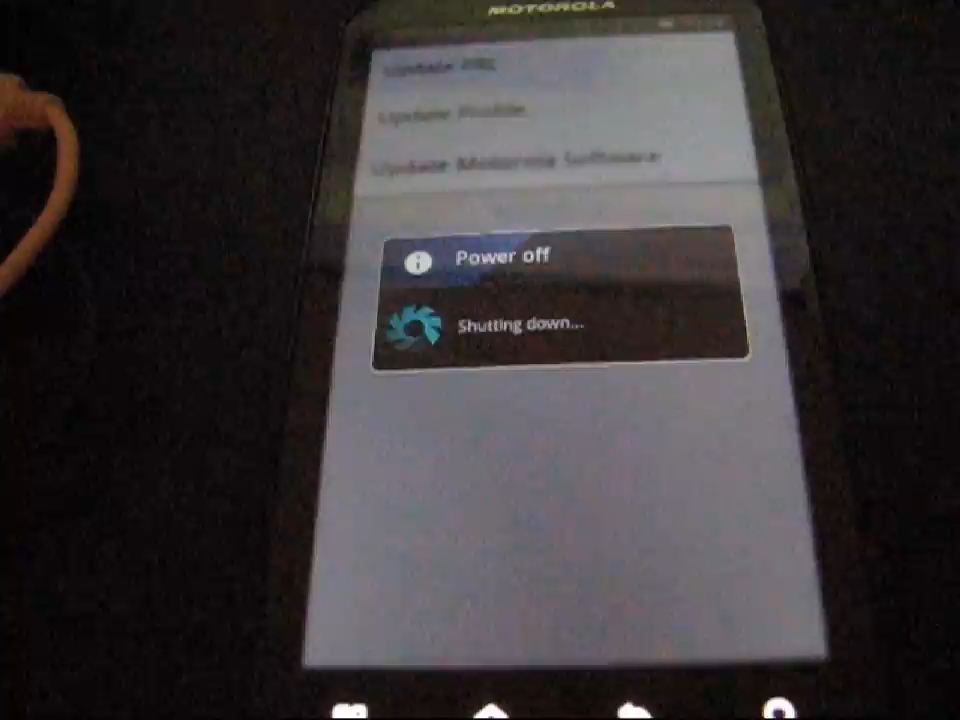 MOTOROLA
Update PRL
Update Profile
Update Motorola Software
Power off
Shutting down...